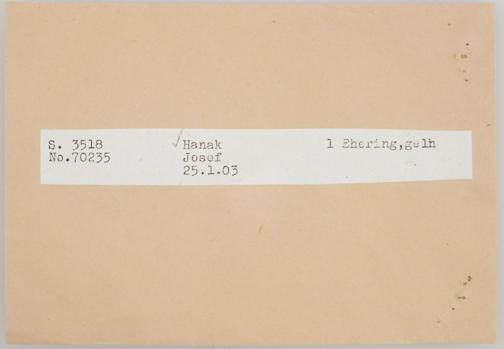 S. 3518 Hanak 1 Ehering,gelb
No.70235 Josef
25.1.03